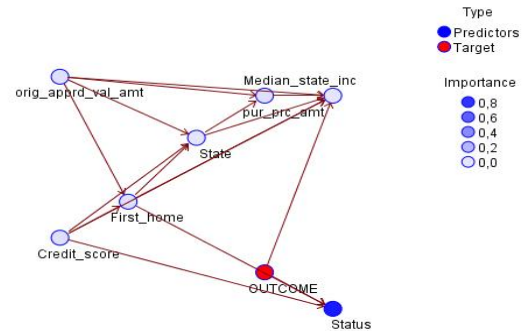 Type
Predictors
Target
Median_state_inc
orig_apprd_val_amt
pur_prc_amt
Importance
0,8
0,6
0,4
0,2
0,0
State
First_home
Credit_score
OUTCOME
Status